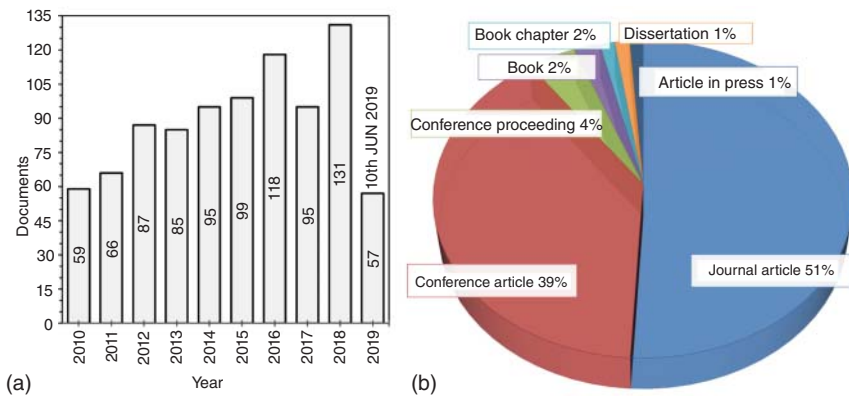 135
120
105
90
75
60
45
30
15
0
Documents
59
66
87
85
95
99
118
95
131
57
10th JUN 2019
2010
2011
2012
2013
2014
2015
2016
2017
2018
2019
Year
(a)
Book chapter 2%
Dissertation 1%
Book 2%
Article in press 1%
Conference proceeding 4%
Conference article 39%
Journal article 51%
(b)